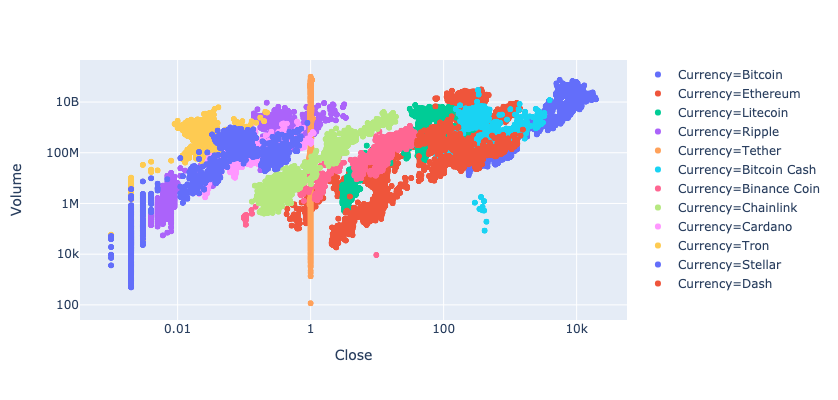 Volume
10B
100M
1M
10k
100
0.01
1
100
10k
Close
Currency=Bitcoin
Currency=Ethereum
Currency=Litecoin
Currency=Ripple
Currency=Tether
Currency=Bitcoin Cash
Currency=Binance Coin
Currency=Chainlink
Currency=Cardano
Currency=Tron
Currency=Stellar
Currency=Dash